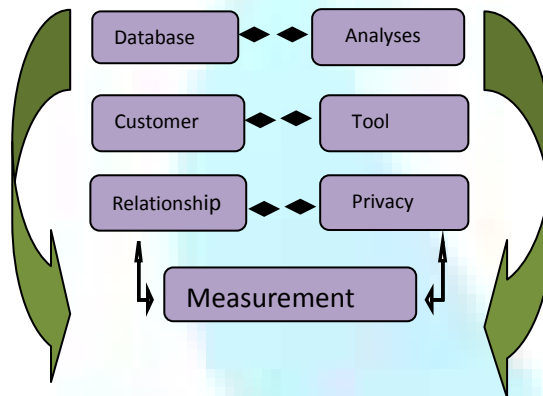 Database
Analyses
Customer
Tool
Relationship
Privacy
Measurement